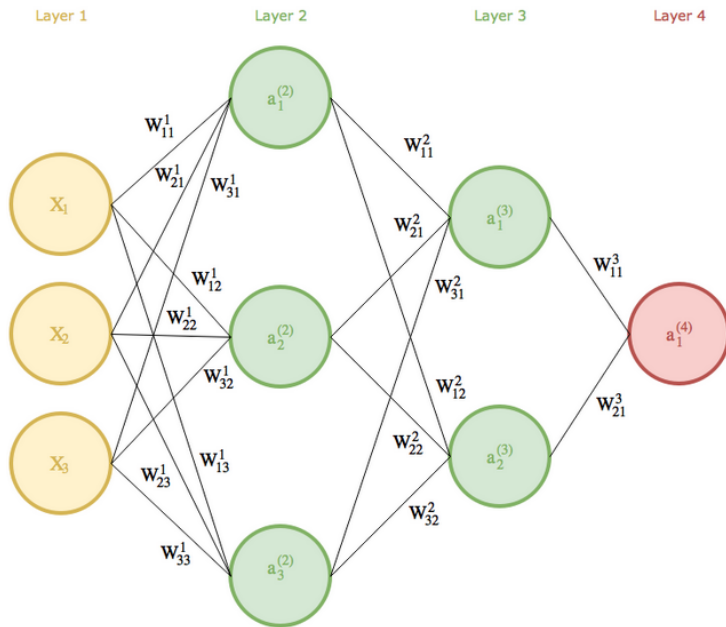 Layer 1 Layer 2 Layer 3 Layer 4
a₁⁽²⁾
W¹₁₁
W²₁₁
W¹₂₁
W¹₃₁
X₁
a₁⁽³⁾
W²₂₁
W³₁₁
W¹₁₂
W²₃₁
W¹₂₂
X₂
a₂⁽²⁾
a₁⁽⁴⁾
W¹₃₂
W²₁₂
W³₂₁
W²₂₂
X₃
W¹₁₃
a₂⁽³⁾
W¹₂₃
W²₃₂
W¹₃₃
a₃⁽²⁾